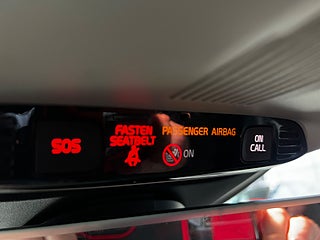 SOS
FASTEN
SEATBELT
PASSENGER AIRBAG
ON
ON
CALL